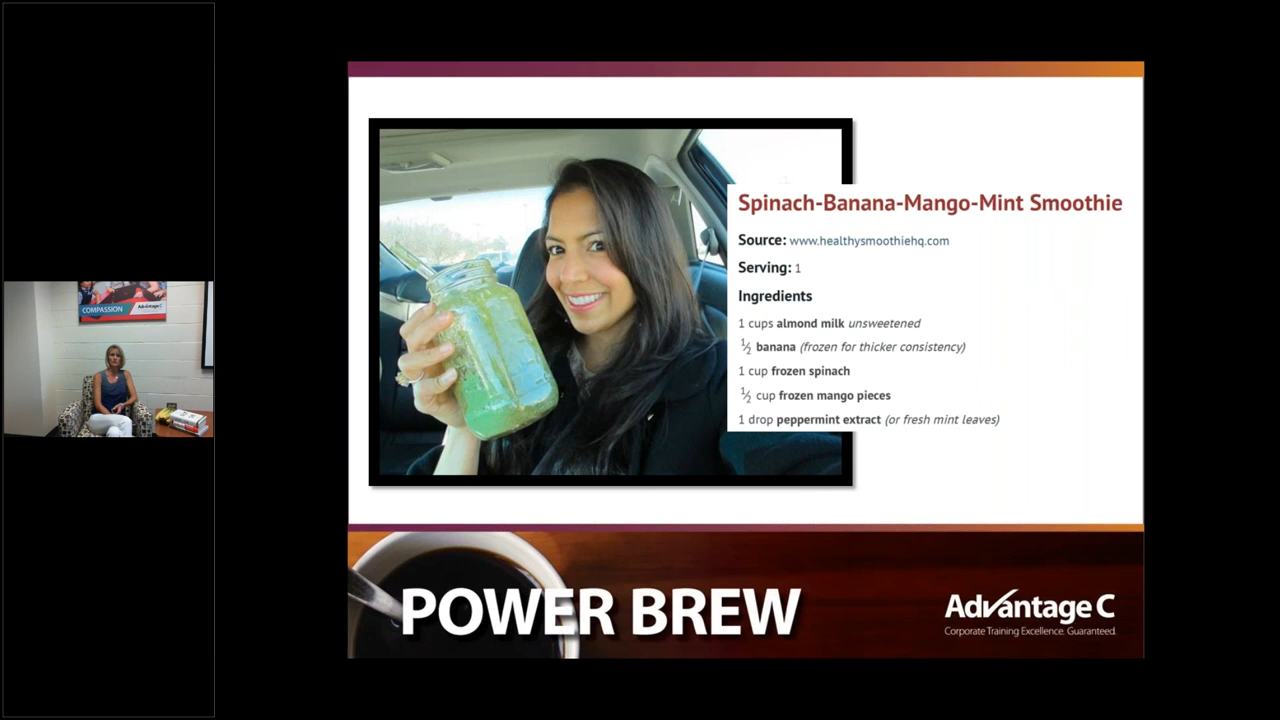 COMPASSION
Advantage C
Spinach-Banana-Mango-Mint Smoothie
Source: www.healthysmoothiehq.com
Serving: 1
Ingredients
1 cups almond milk unsweetened
½ banana (frozen for thicker consistency)
1 cup frozen spinach
½ cup frozen mango pieces
1 drop peppermint extract (or fresh mint leaves)
POWER BREW
Advantage C
Corporate Training Excellence. Guaranteed.